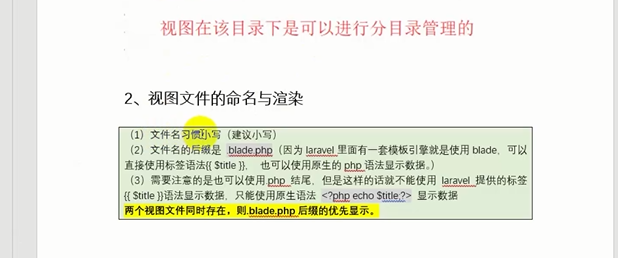 视图在该目录下是可以进行分目录管理的
2、视图文件的命名与渲染
（1）文件名习惯小写（建议小写）
（2）文件名的后缀是 .blade.php（因为 laravel 里面有一套模板引擎就是使用 blade，可以
直接使用标签语法{{ $title }}， 也可以使用原生的 php 语法显示数据。）
（3）需要注意的是也可以使用.php 结尾，但是这样的话就不能使用 laravel 提供的标签
{{ $title }}语法显示数据，只能使用原生语法 <?php echo $title;?> 显示数据
两个视图文件同时存在，则.blade.php 后缀的优先显示。